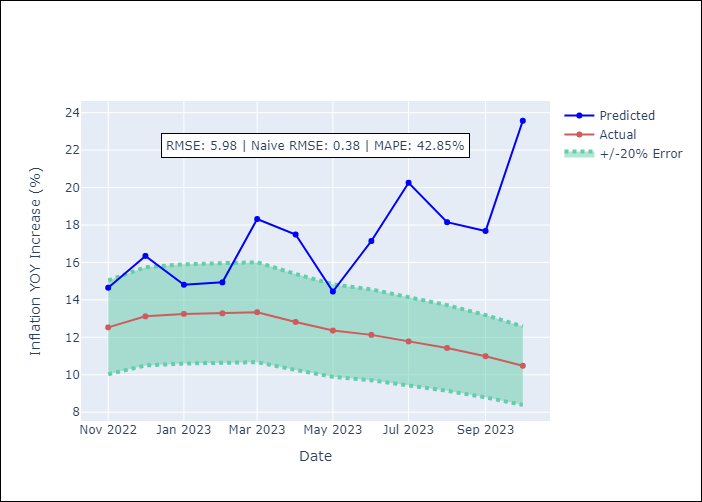 RMSE: 5.98 | Naive RMSE: 0.38 | MAPE: 42.85%
Predicted
Actual
+/-20% Error
Inflation YOY Increase (%)
24
22
20
18
16
14
12
10
8
Nov 2022
Jan 2023
Mar 2023
May 2023
Jul 2023
Sep 2023
Date